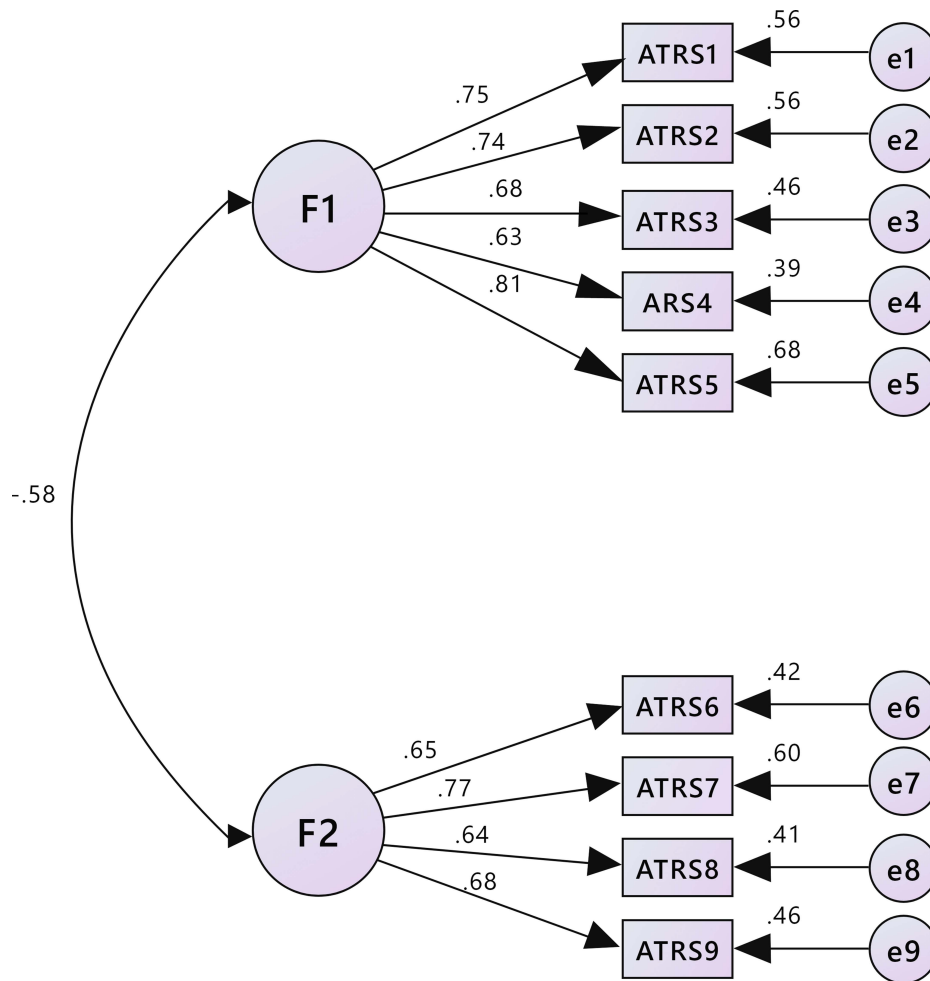 .56
ATRS1
e1
.75
.56
ATRS2
e2
.74
F1
.68
.46
ATRS3
e3
.63
.39
ARS4
e4
.81
.68
ATRS5
e5
-.58
.42
ATRS6
e6
.65
.60
ATRS7
e7
.77
F2
.64
.41
ATRS8
e8
.68
.46
ATRS9
e9